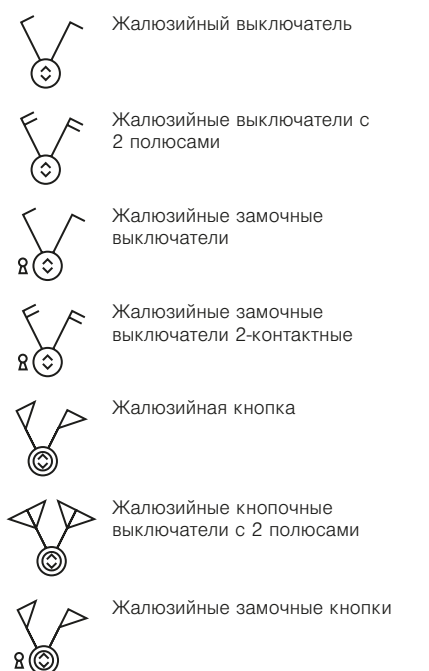 Жалюзийный выключатель
Жалюзийные выключатели с
2 полюсами
Жалюзийные замочные
выключатели
Жалюзийные замочные
выключатели 2-контактные
Жалюзийная кнопка
Жалюзийные кнопочные
выключатели с 2 полюсами
Жалюзийные замочные кнопки